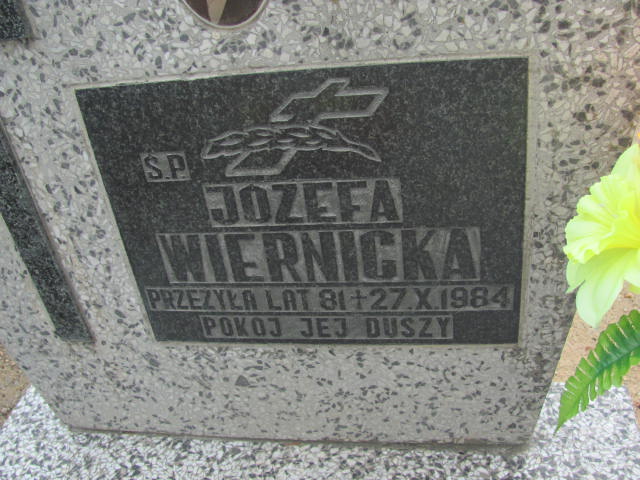 Ś.P
JÓZEFA
WIERNICKA
PRZEŻYŁA LAT 81 + 27.X.1984
POKÓJ JEJ DUSZY